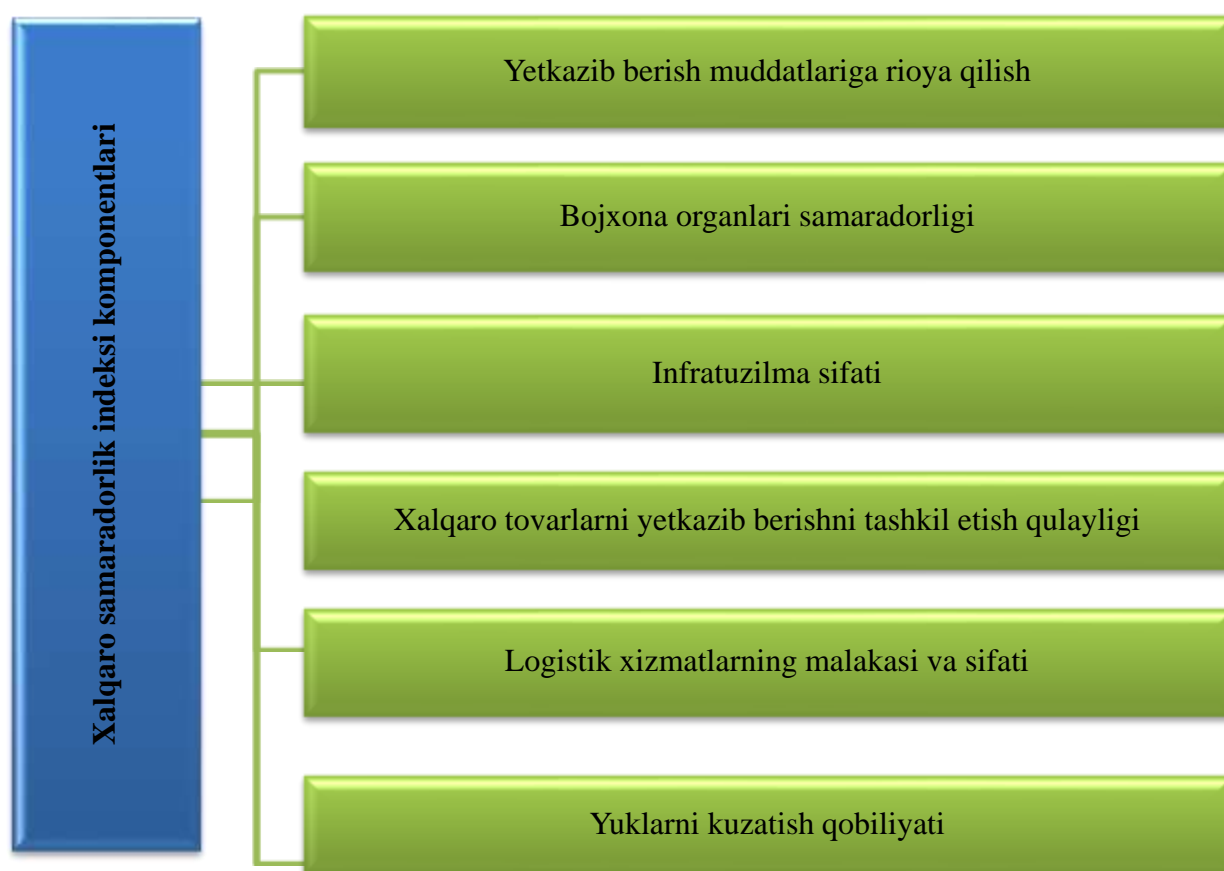 Xalqaro samaradorlik indeksi komponentlari
Yetkazib berish muddatlariga rioya qilish
Bojxona organlari samaradorligi
Infratuzilma sifati
Xalqaro tovarlarni yetkazib berishni tashkil etish qulayligi
Logistik xizmatlarning malakasi va sifati
Yuklarni kuzatish qobiliyati